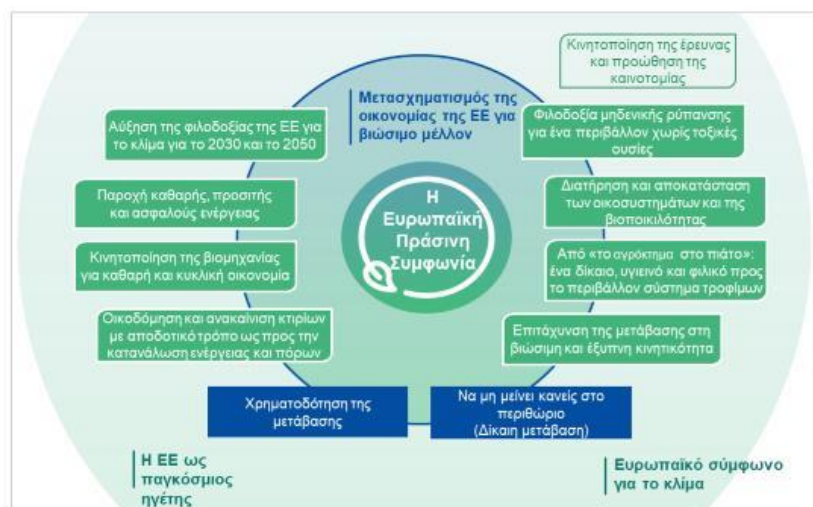 Κινητοποίηση της έρευνας
και προώθηση της
καινοτομίας
Μετασχηματισμός της
οικονομίας της ΕΕ για
βιώσιμο μέλλον
Αύξηση της φιλοδοξίας της ΕΕ για
το κλίμα για το 2030 και το 2050
Φιλοδοξία μηδενικής ρύπανσης
για ένα περιβάλλον χωρίς τοξικές
ουσίες
Παροχή καθαρής, προσιτής
και ασφαλούς ενέργειας
Η
Ευρωπαϊκή
Πράσινη
Συμφωνία
Διατήρηση και αποκατάσταση
των οικοσυστημάτων και της
βιοποικιλότητας
Κινητοποίηση της βιομηχανίας
για καθαρή και κυκλική οικονομία
Από «το αγρόκτημα στο πιάτο»:
ένα δίκαιο, υγιεινό και φιλικό προς
το περιβάλλον σύστημα τροφίμων
Οικοδόμηση και ανακαίνιση κτιρίων
με αποδοτικό τρόπο ως προς την
κατανάλωση ενέργειας και πόρων
Επιτάχυνση της μετάβασης στη
βιώσιμη και έξυπνη κινητικότητα
Χρηματοδότηση της
μετάβασης
Να μη μείνει κανείς στο
περιθώριο
(Δίκαιη μετάβαση)
Η ΕΕ ως
παγκόσμιος
ηγέτης
Ευρωπαϊκό σύμφωνο
για το κλίμα